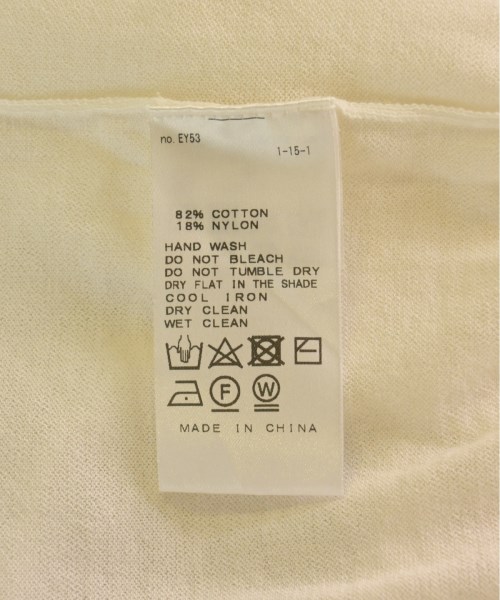 no. EY53
1-15-1
82% COTTON
18% NYLON
HAND WASH
DO NOT BLEACH
DO NOT TUMBLE DRY
DRY FLAT IN THE SHADE
COOL IRON
DRY CLEAN
WET CLEAN
F W
MADE IN CHINA